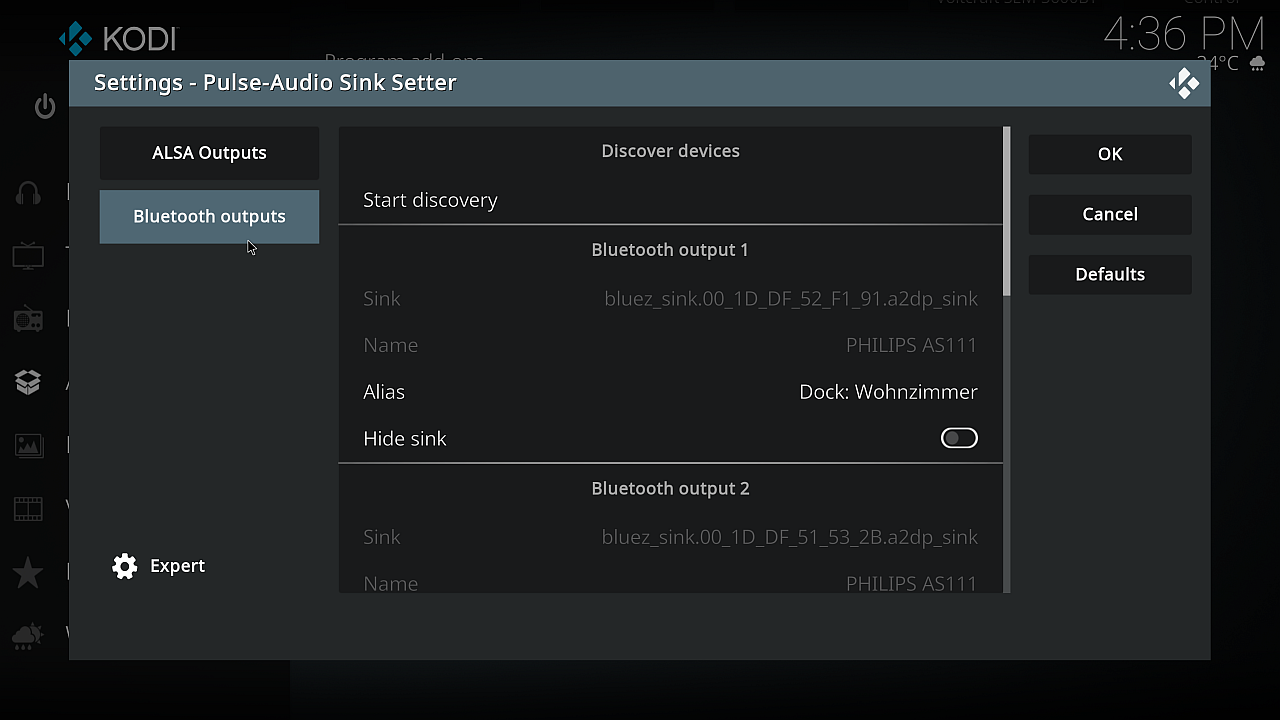 KODI
4:36 PM
Settings - Pulse-Audio Sink Setter
ALSA Outputs
Bluetooth outputs
Expert
Discover devices
Start discovery
Bluetooth output 1
Sink bluez_sink.00_1D_DF_52_F1_91.a2dp_sink
Name PHILIPS AS111
Alias Dock: Wohnzimmer
Hide sink
Bluetooth output 2
Sink bluez_sink.00_1D_DF_51_53_2B.a2dp_sink
Name PHILIPS AS111
OK
Cancel
Defaults